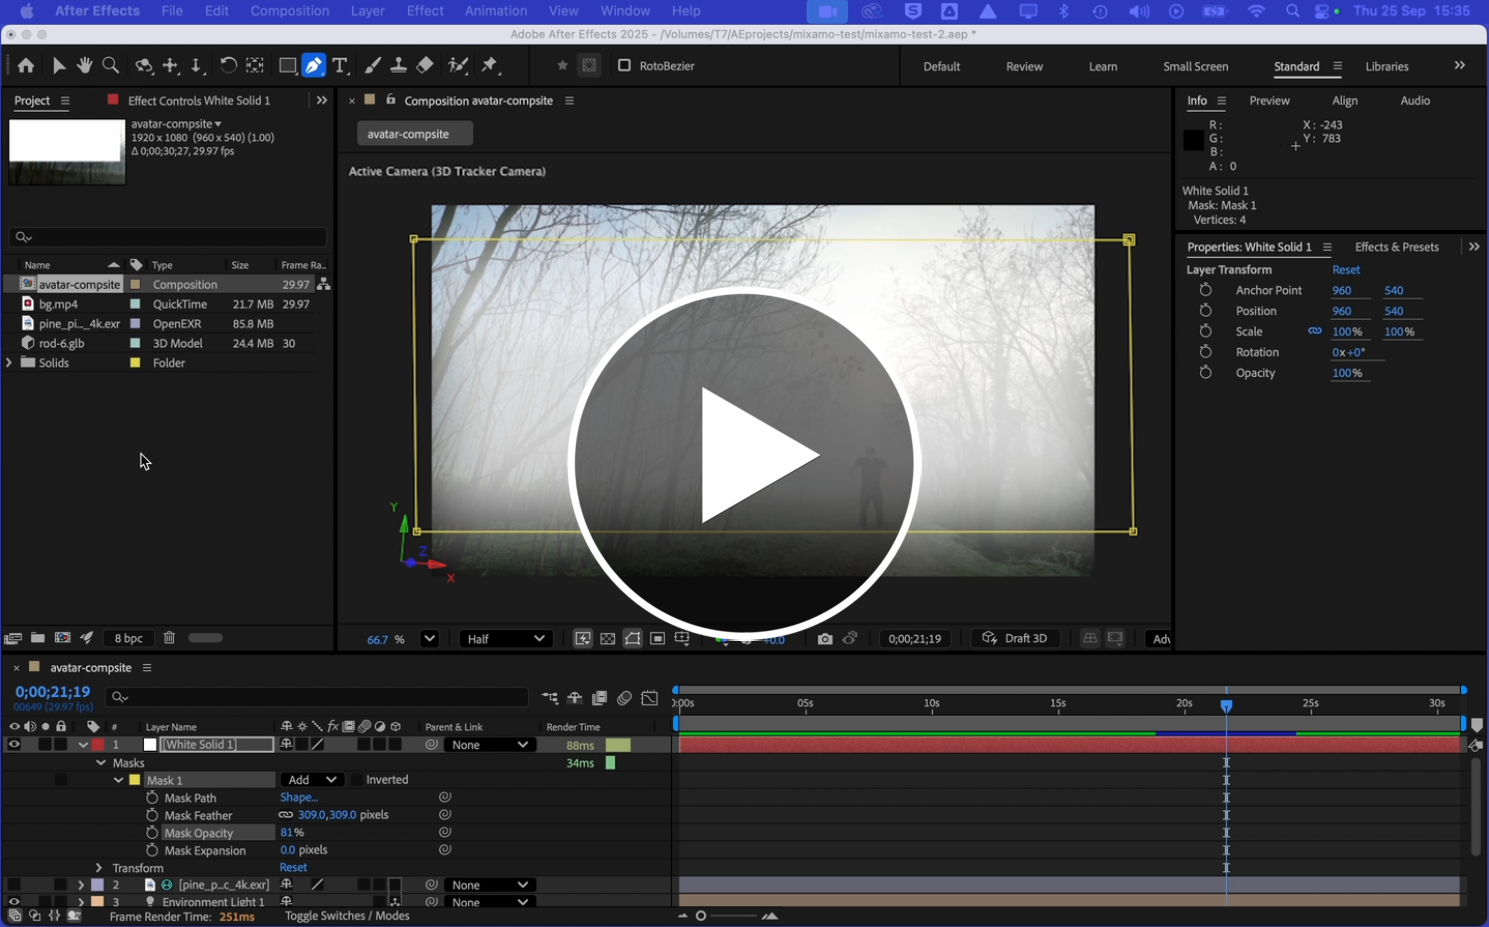 After Effects File Edit Composition Layer Effect Animation View Window Help Thu 25 Sep 15:35
Adobe After Effects 2025 - /Volumes/T7/AEprojects/mixamo-test/mixamo-test-2.aep *
RotoBezier Default Review Learn Small Screen Standard Libraries
Project Effect Controls White Solid 1
avatar-compsite
1920 x 1080 (960 x 540) (1.00)
Δ 0;00;30;27, 29.97 fps
Name Type Size Frame Ra..
avatar-compsite Composition 29.97
bg.mp4 QuickTime 21.7 MB 29.97
pine_pi..._4k.exr OpenEXR 85.8 MB
rod-6.glb 3D Model 24.4 MB 30
Solids Folder
8 bpc
Composition avatar-compsite
avatar-compsite
Active Camera (3D Tracker Camera)
Y
Z
X
66.7 % Half 0;00;21;19 Draft 3D
Info Preview Align Audio
R: X: -243
G: Y: 783
B:
A: 0
White Solid 1
Mask: Mask 1
Vertices: 4
Properties: White Solid 1 Effects & Presets
Layer Transform Reset
Anchor Point 960 540
Position 960 540
Scale 100% 100%
Rotation 0x+0°
Opacity 100%
avatar-compsite
0;00;21;19
00649 (29.97 fps)
0:00s 05s 10s 15s 20s 25s 30s
# Layer Name fx Parent & Link Render Time
1 [White Solid 1] None 88ms
Masks 34ms
Mask 1 Add Inverted
Mask Path Shape...
Mask Feather 309.0,309.0 pixels
Mask Opacity 81%
Mask Expansion 0.0 pixels
Transform Reset
2 [pine_p...c_4k.exr] None
3 Environment Light 1 None
Frame Render Time: 251ms Toggle Switches / Modes